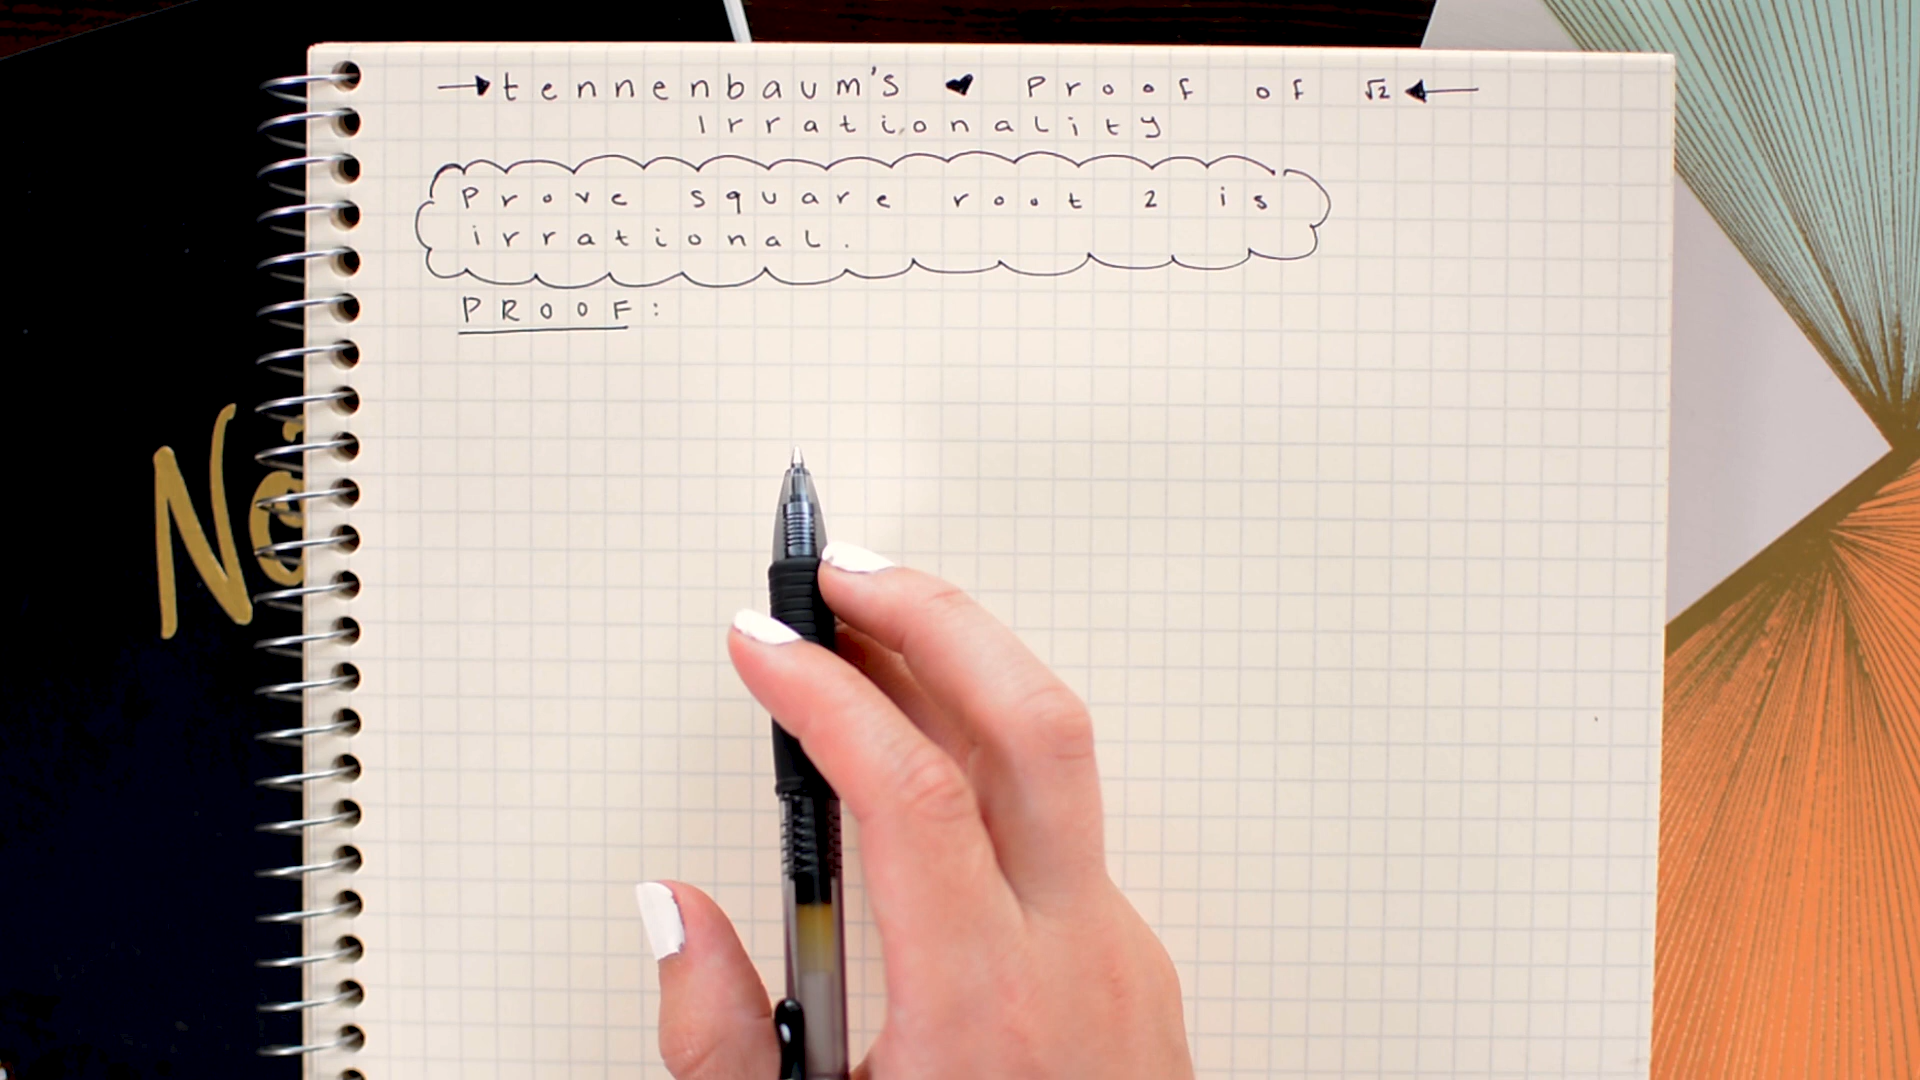 → tennenbaum's ♥ Proof of √2 ←
Irrationality
Prove square root 2 is
irrational.
PROOF: